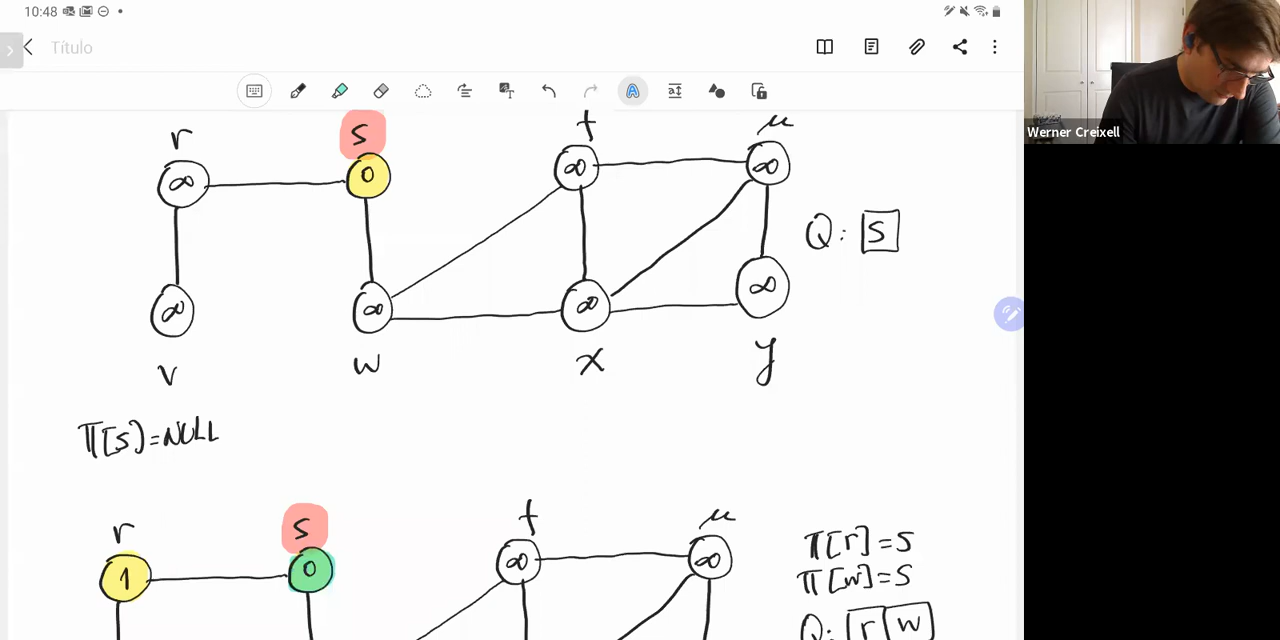 10:48
Título
Werner Creixell
r s t u
∞ 0 ∞ ∞
Q: S
∞ ∞ ∞ ∞
v w x y
π[s]=NULL
r s t u
1 0 ∞ ∞
π[r]=S
π[w]=S
Q: r w